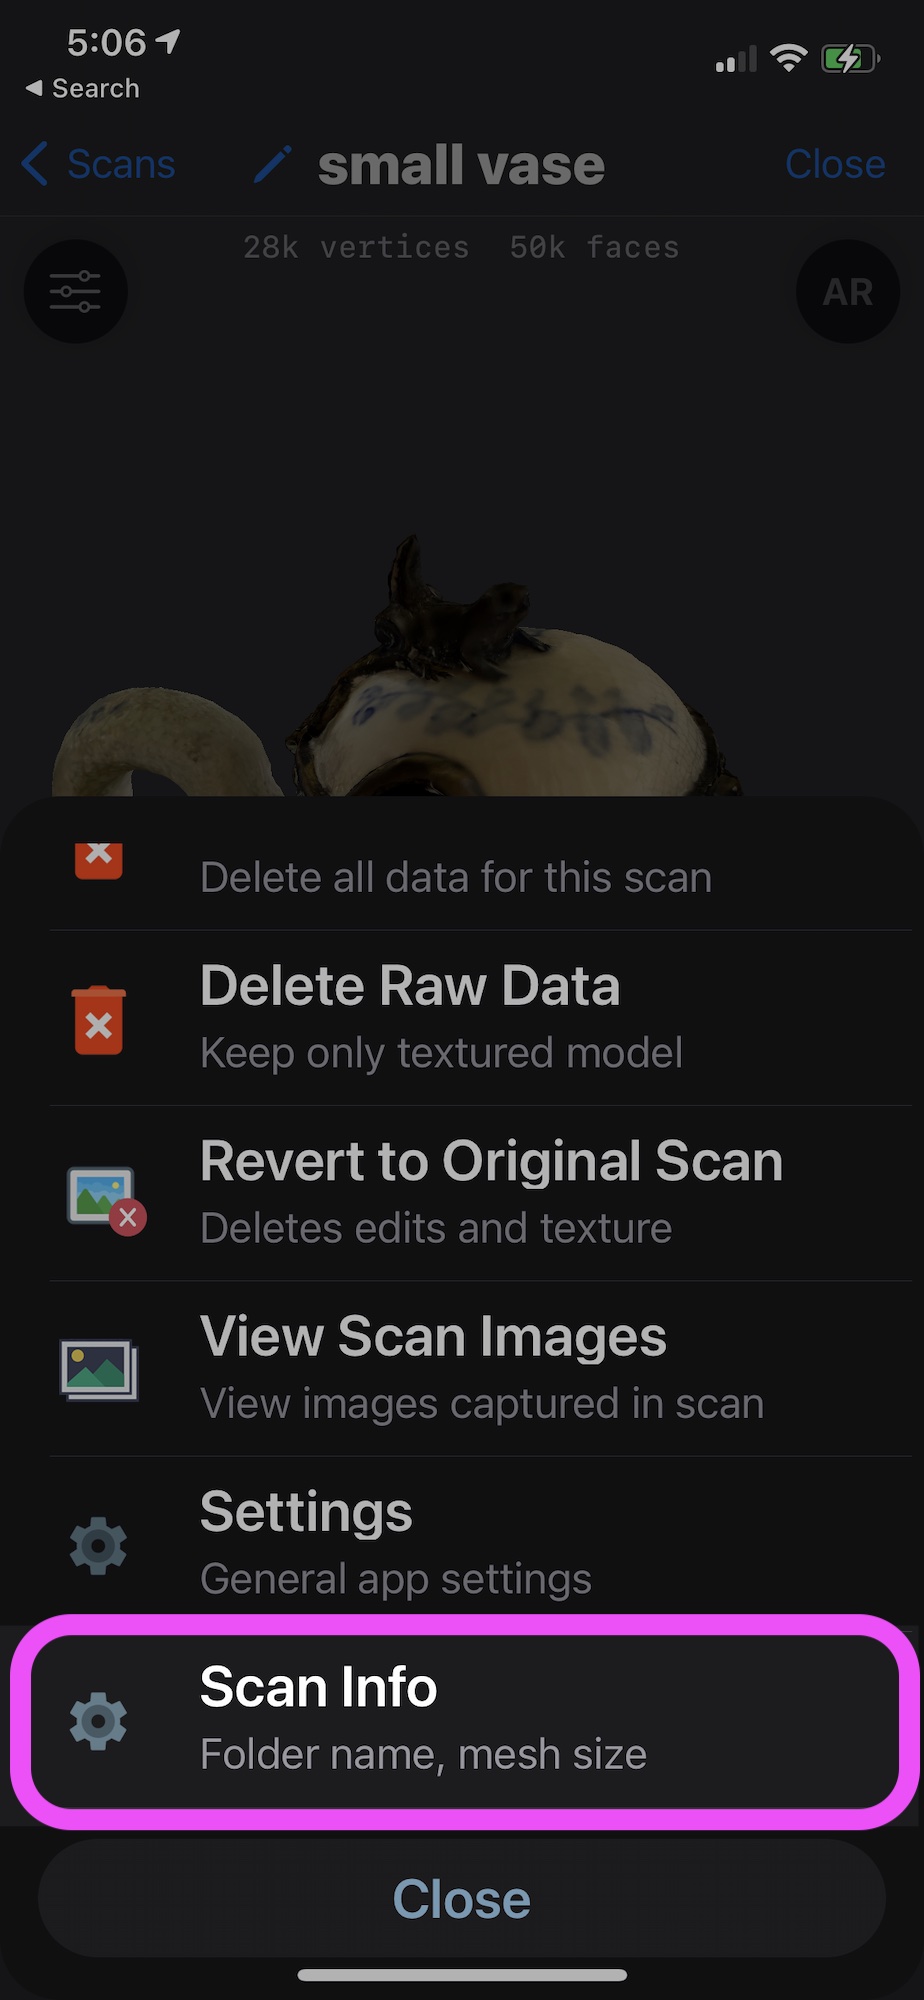 5:06
Search
Scans
small vase
Close
28k vertices 50k faces
AR
Delete all data for this scan
Delete Raw Data
Keep only textured model
Revert to Original Scan
Deletes edits and texture
View Scan Images
View images captured in scan
Settings
General app settings
Scan Info
Folder name, mesh size
Close